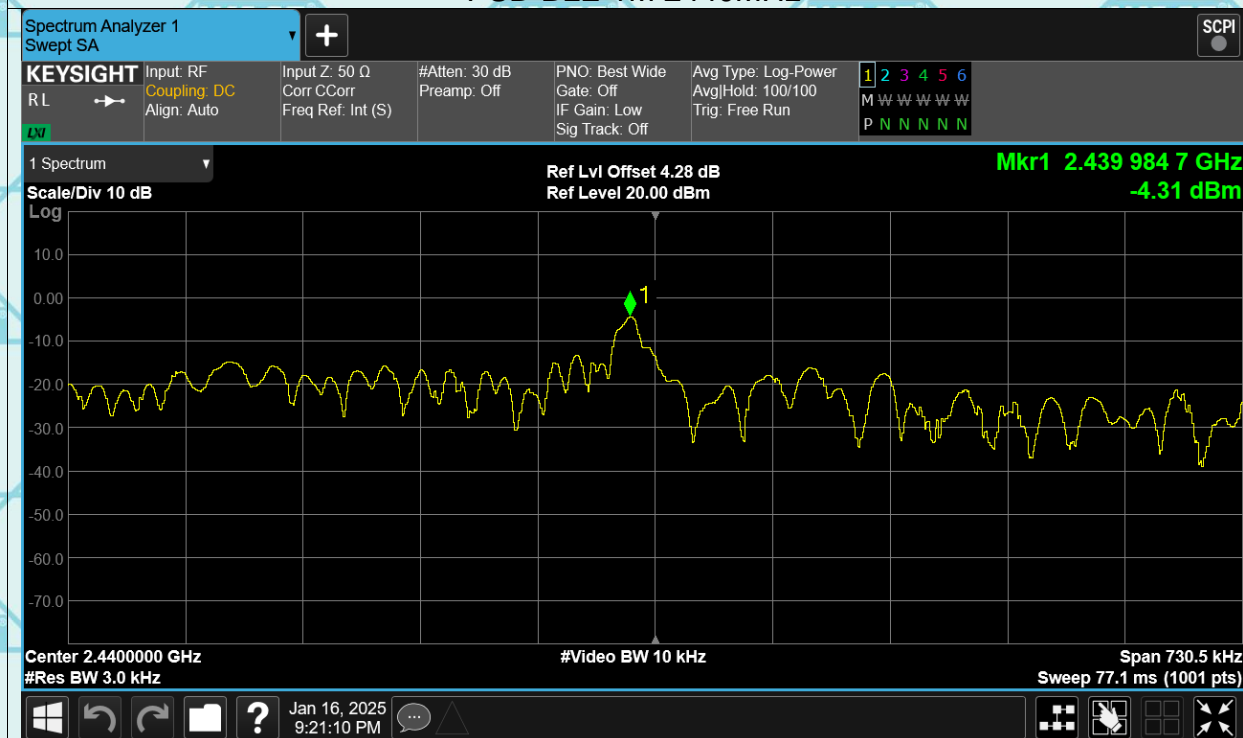 Spectrum Analyzer 1
Swept SA
+
SCPI
KEYSIGHT
RL
LXI
Input: RF
Coupling: DC
Align: Auto
Input Z: 50 Ω
Corr CCorr
Freq Ref: Int (S)
#Atten: 30 dB
Preamp: Off
PNO: Best Wide
Gate: Off
IF Gain: Low
Sig Track: Off
Avg Type: Log-Power
Avg|Hold: 100/100
Trig: Free Run
1 2 3 4 5 6
M W W W W W
P N N N N N
1 Spectrum
Scale/Div 10 dB
Ref Lvl Offset 4.28 dB
Ref Level 20.00 dBm
Mkr1 2.439 984 7 GHz
-4.31 dBm
Log
10.0
0.00
-10.0
-20.0
-30.0
-40.0
-50.0
-60.0
-70.0
1
Center 2.4400000 GHz
#Video BW 10 kHz
Span 730.5 kHz
#Res BW 3.0 kHz
Sweep 77.1 ms (1001 pts)
?
Jan 16, 2025
9:21:10 PM